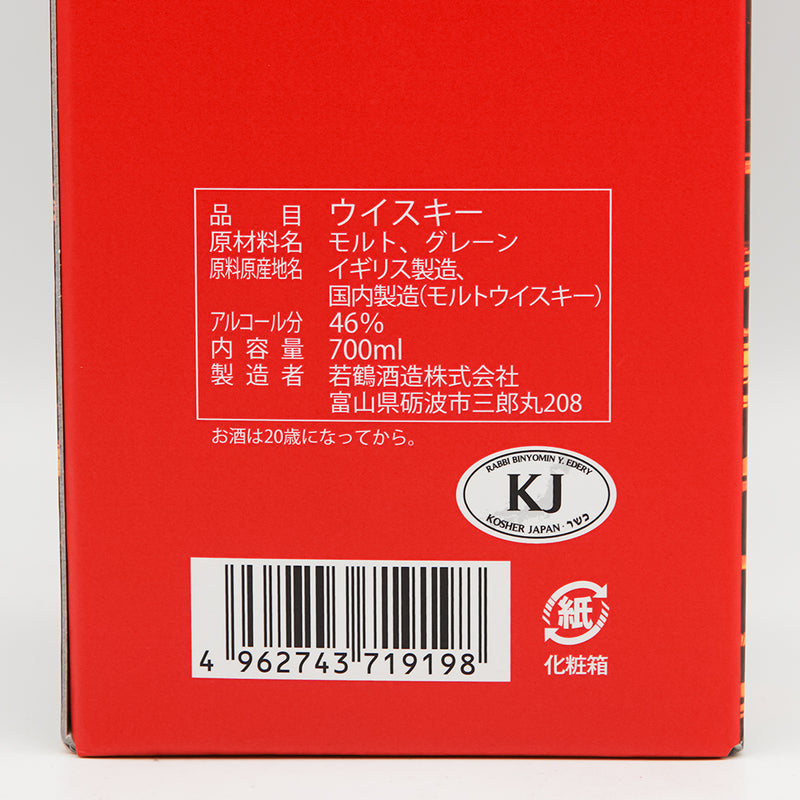 品目 ウイスキー
原材料名 モルト、グレーン
原料原産地名 イギリス製造、
国内製造(モルトウイスキー)
アルコール分 46%
内容量 700ml
製造者 若鶴酒造株式会社
富山県砺波市三郎丸208
お酒は20歳になってから。
RABBI BINYOMIN Y. EDERY
KJ
KOSHER JAPAN · כשר
4 962743 719198
紙
化粧箱